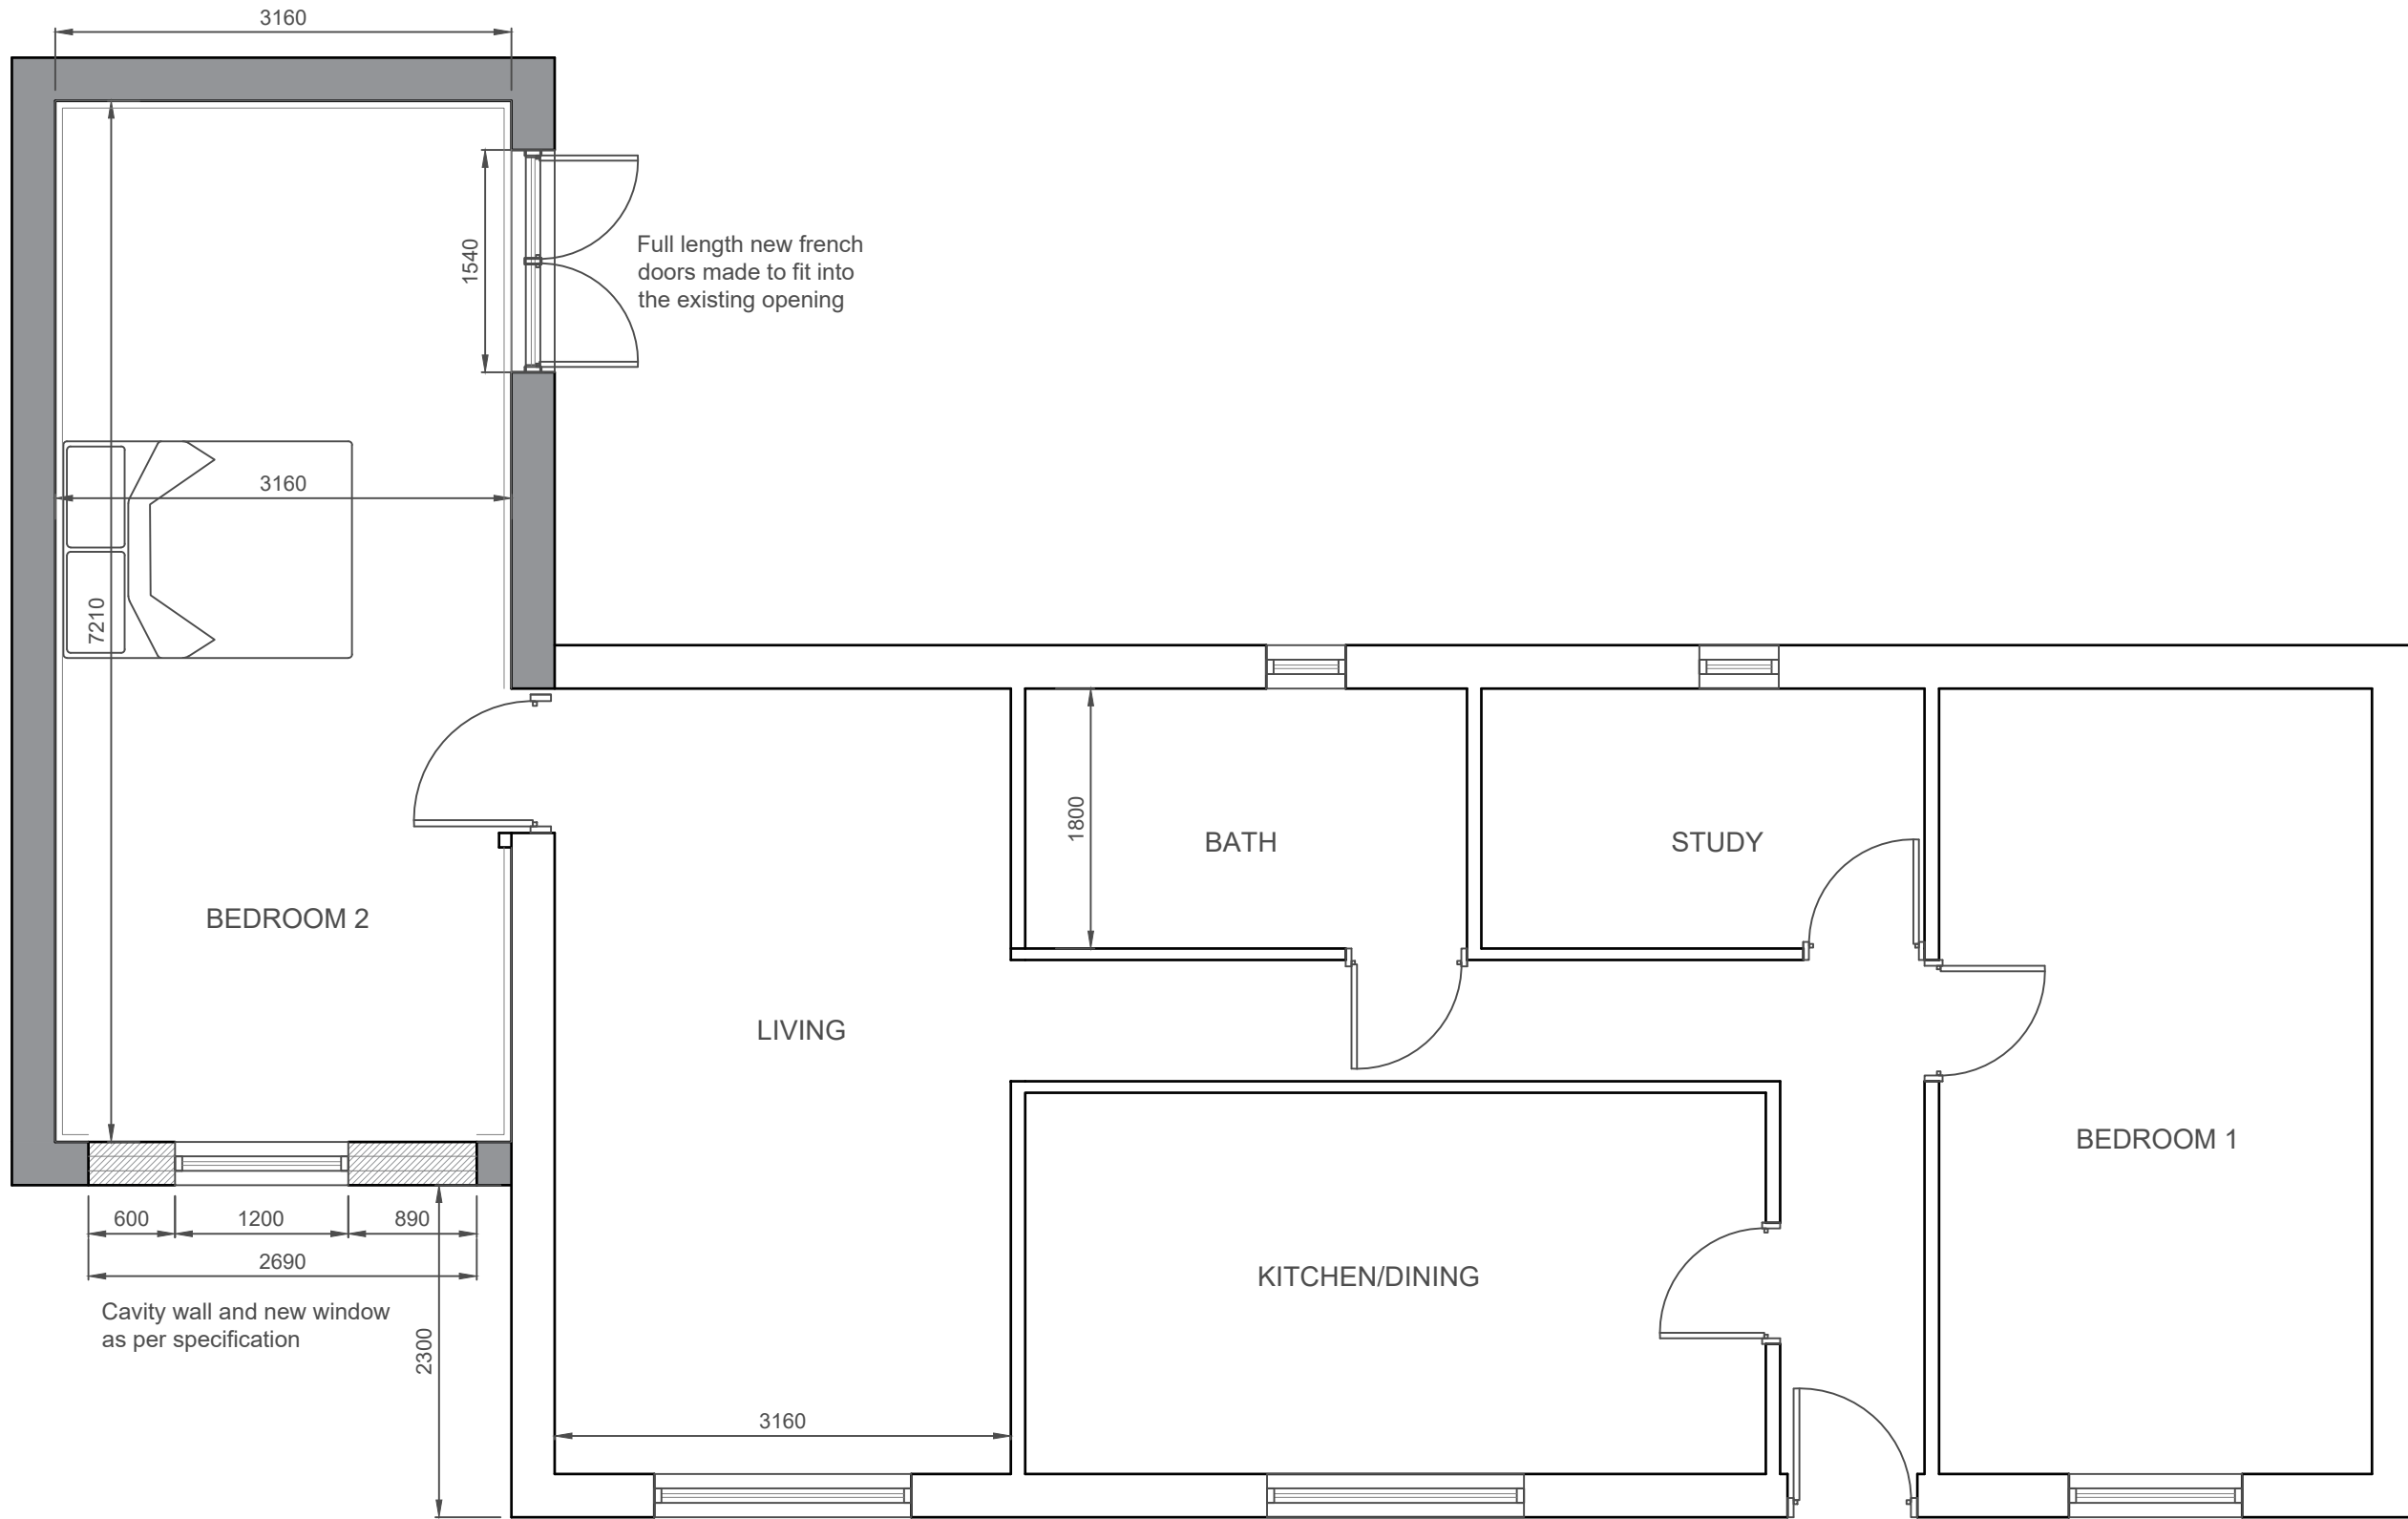 3160
1540
Full length new french
doors made to fit into
the existing opening
3160
7210
1800
BATH
STUDY
BEDROOM 2
LIVING
BEDROOM 1
600
1200
890
2690
KITCHEN/DINING
Cavity wall and new window
as per specification
2300
3160